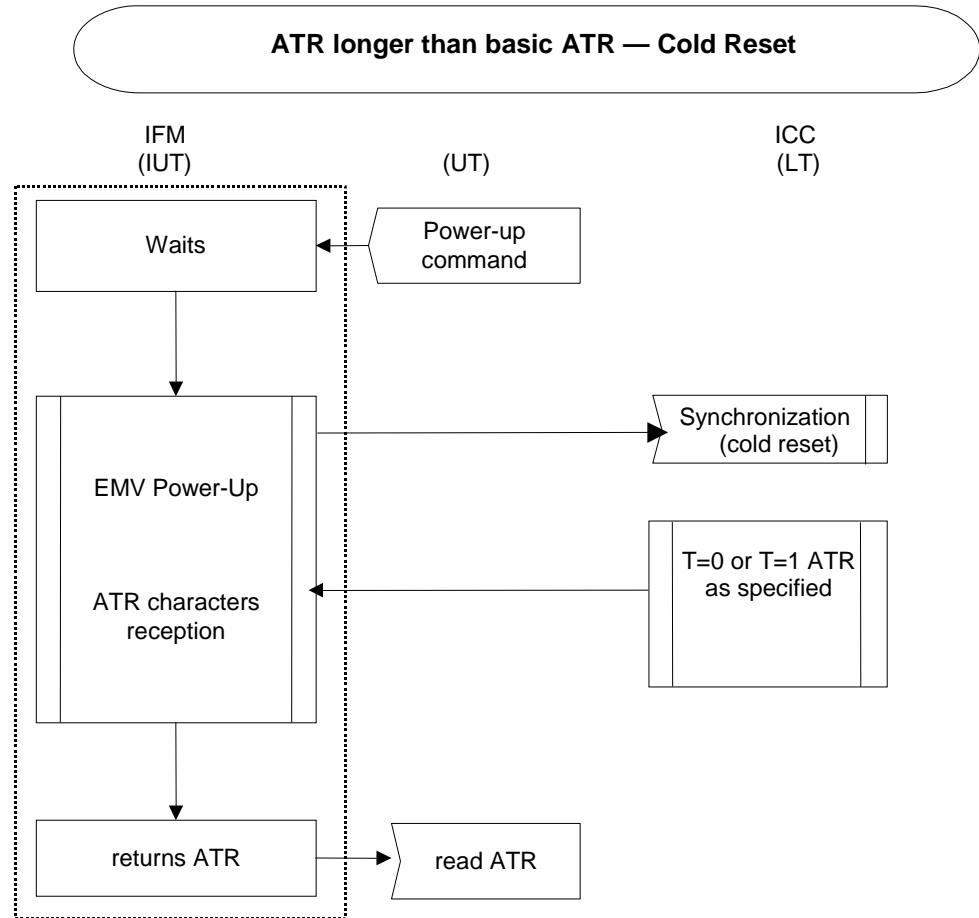 ATR longer than basic ATR — Cold Reset
IFM
(IUT)
(UT)
ICC
(LT)
Waits
Power-up
command
Synchronization
(cold reset)
EMV Power-Up
T=0 or T=1 ATR
as specified
ATR characters
reception
returns ATR
read ATR